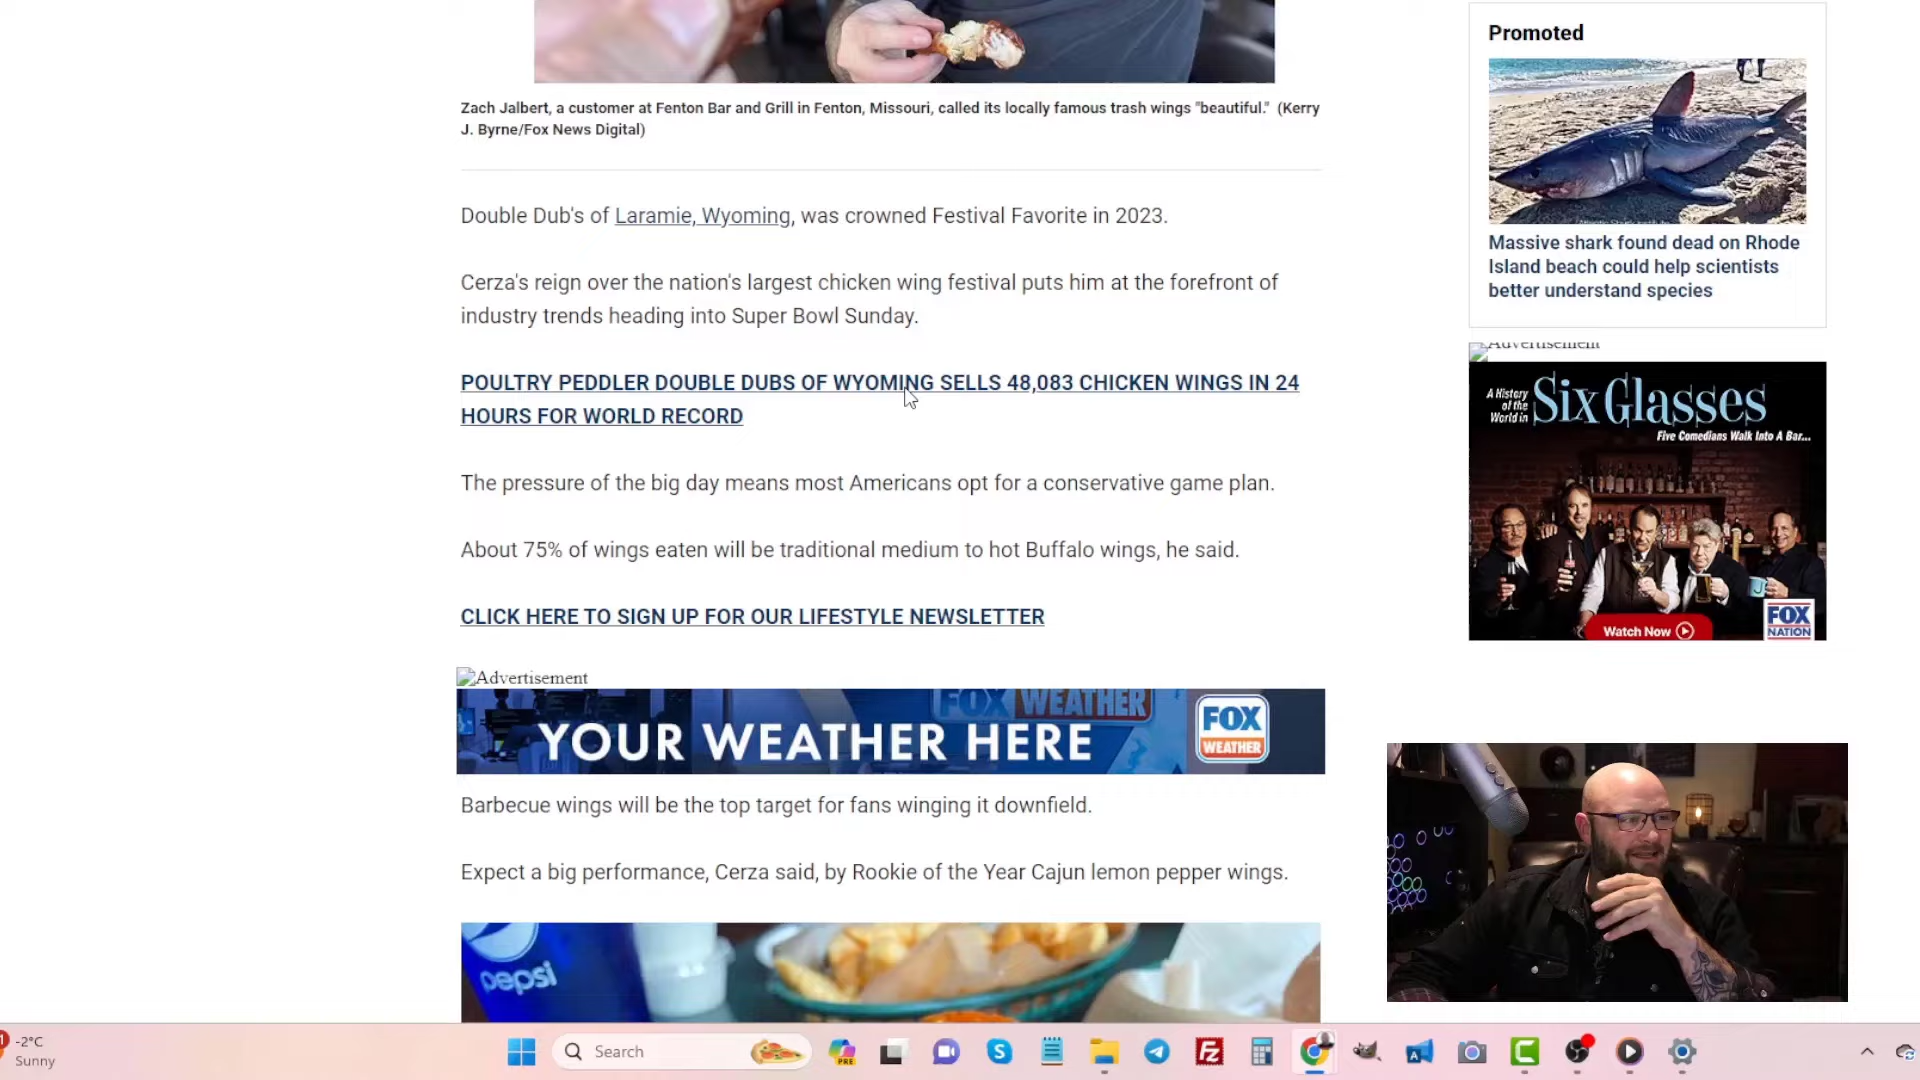 Promoted
Zach Jalbert, a customer at Fenton Bar and Grill in Fenton, Missouri, called its locally famous trash wings "beautiful."  (Kerry
J. Byrne/Fox News Digital)
Double Dub's of Laramie, Wyoming, was crowned Festival Favorite in 2023.
Cerza's reign over the nation's largest chicken wing festival puts him at the forefront of
industry trends heading into Super Bowl Sunday.
POULTRY PEDDLER DOUBLE DUBS OF WYOMING SELLS 48,083 CHICKEN WINGS IN 24
HOURS FOR WORLD RECORD
The pressure of the big day means most Americans opt for a conservative game plan.
About 75% of wings eaten will be traditional medium to hot Buffalo wings, he said.
CLICK HERE TO SIGN UP FOR OUR LIFESTYLE NEWSLETTER
Advertisement
FOX WEATHER
YOUR WEATHER HERE
FOX
WEATHER
Barbecue wings will be the top target for fans winging it downfield.
Expect a big performance, Cerza said, by Rookie of the Year Cajun lemon pepper wings.
pepsi
Massive shark found dead on Rhode
Island beach could help scientists
better understand species
Advertisement
A History
of the
World in
Six Glasses
Five Comedians Walk Into A Bar...
Watch Now
FOX
NATION
-2°C
Sunny
Search
PRE
Fz
A